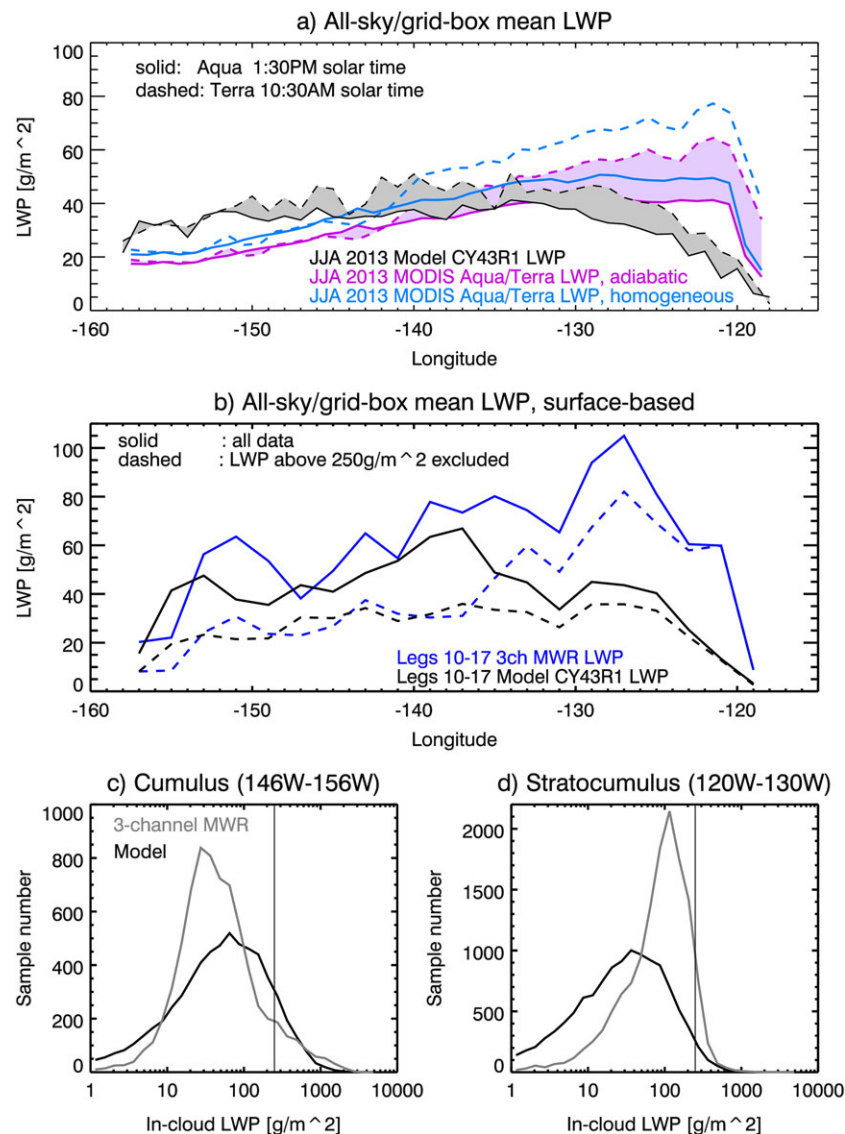 a) All-sky/grid-box mean LWP
solid: Aqua 1:30PM solar time
dashed: Terra 10:30AM solar time
JJA 2013 Model CY43R1 LWP
JJA 2013 MODIS Aqua/Terra LWP, adiabatic
JJA 2013 MODIS Aqua/Terra LWP, homogeneous
LWP [g/m^2]
100
80
60
40
20
0
-160 -150 -140 -130 -120
Longitude
b) All-sky/grid-box mean LWP, surface-based
solid : all data
dashed : LWP above 250g/m^2 excluded
Legs 10-17 3ch MWR LWP
Legs 10-17 Model CY43R1 LWP
LWP [g/m^2]
100
80
60
40
20
0
-160 -150 -140 -130 -120
Longitude
c) Cumulus (146W-156W)
3-channel MWR
Model
Sample number
1000
800
600
400
200
0
1 10 100 1000 10000
In-cloud LWP [g/m^2]
d) Stratocumulus (120W-130W)
Sample number
2000
1500
1000
500
0
1 10 100 1000 10000
In-cloud LWP [g/m^2]